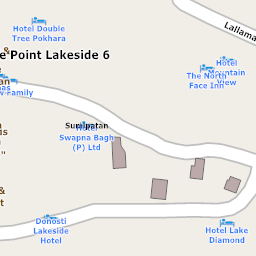 Hotel Double
Tree Pokhara
Lallama
e Point Lakeside 6
Hotel
Mountain
View
The North
Face Inn
y Family
Swapna Bagh
(P) Ltd
Donosti
Lakeside
Hotel
Hotel Lake
Diamond